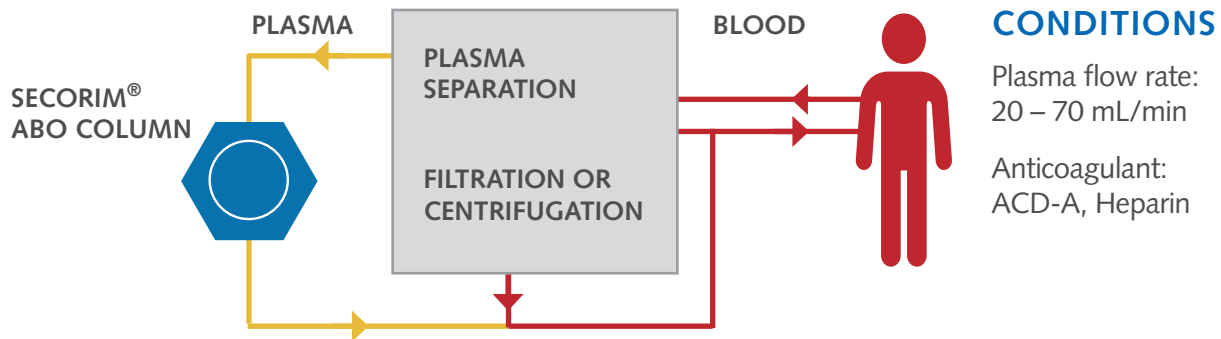 PLASMA
BLOOD
CONDITIONS
SECORIM®
ABO COLUMN
PLASMA
SEPARATION
FILTRATION OR
CENTRIFUGATION
Plasma flow rate:
20 – 70 mL/min
Anticoagulant:
ACD-A, Heparin